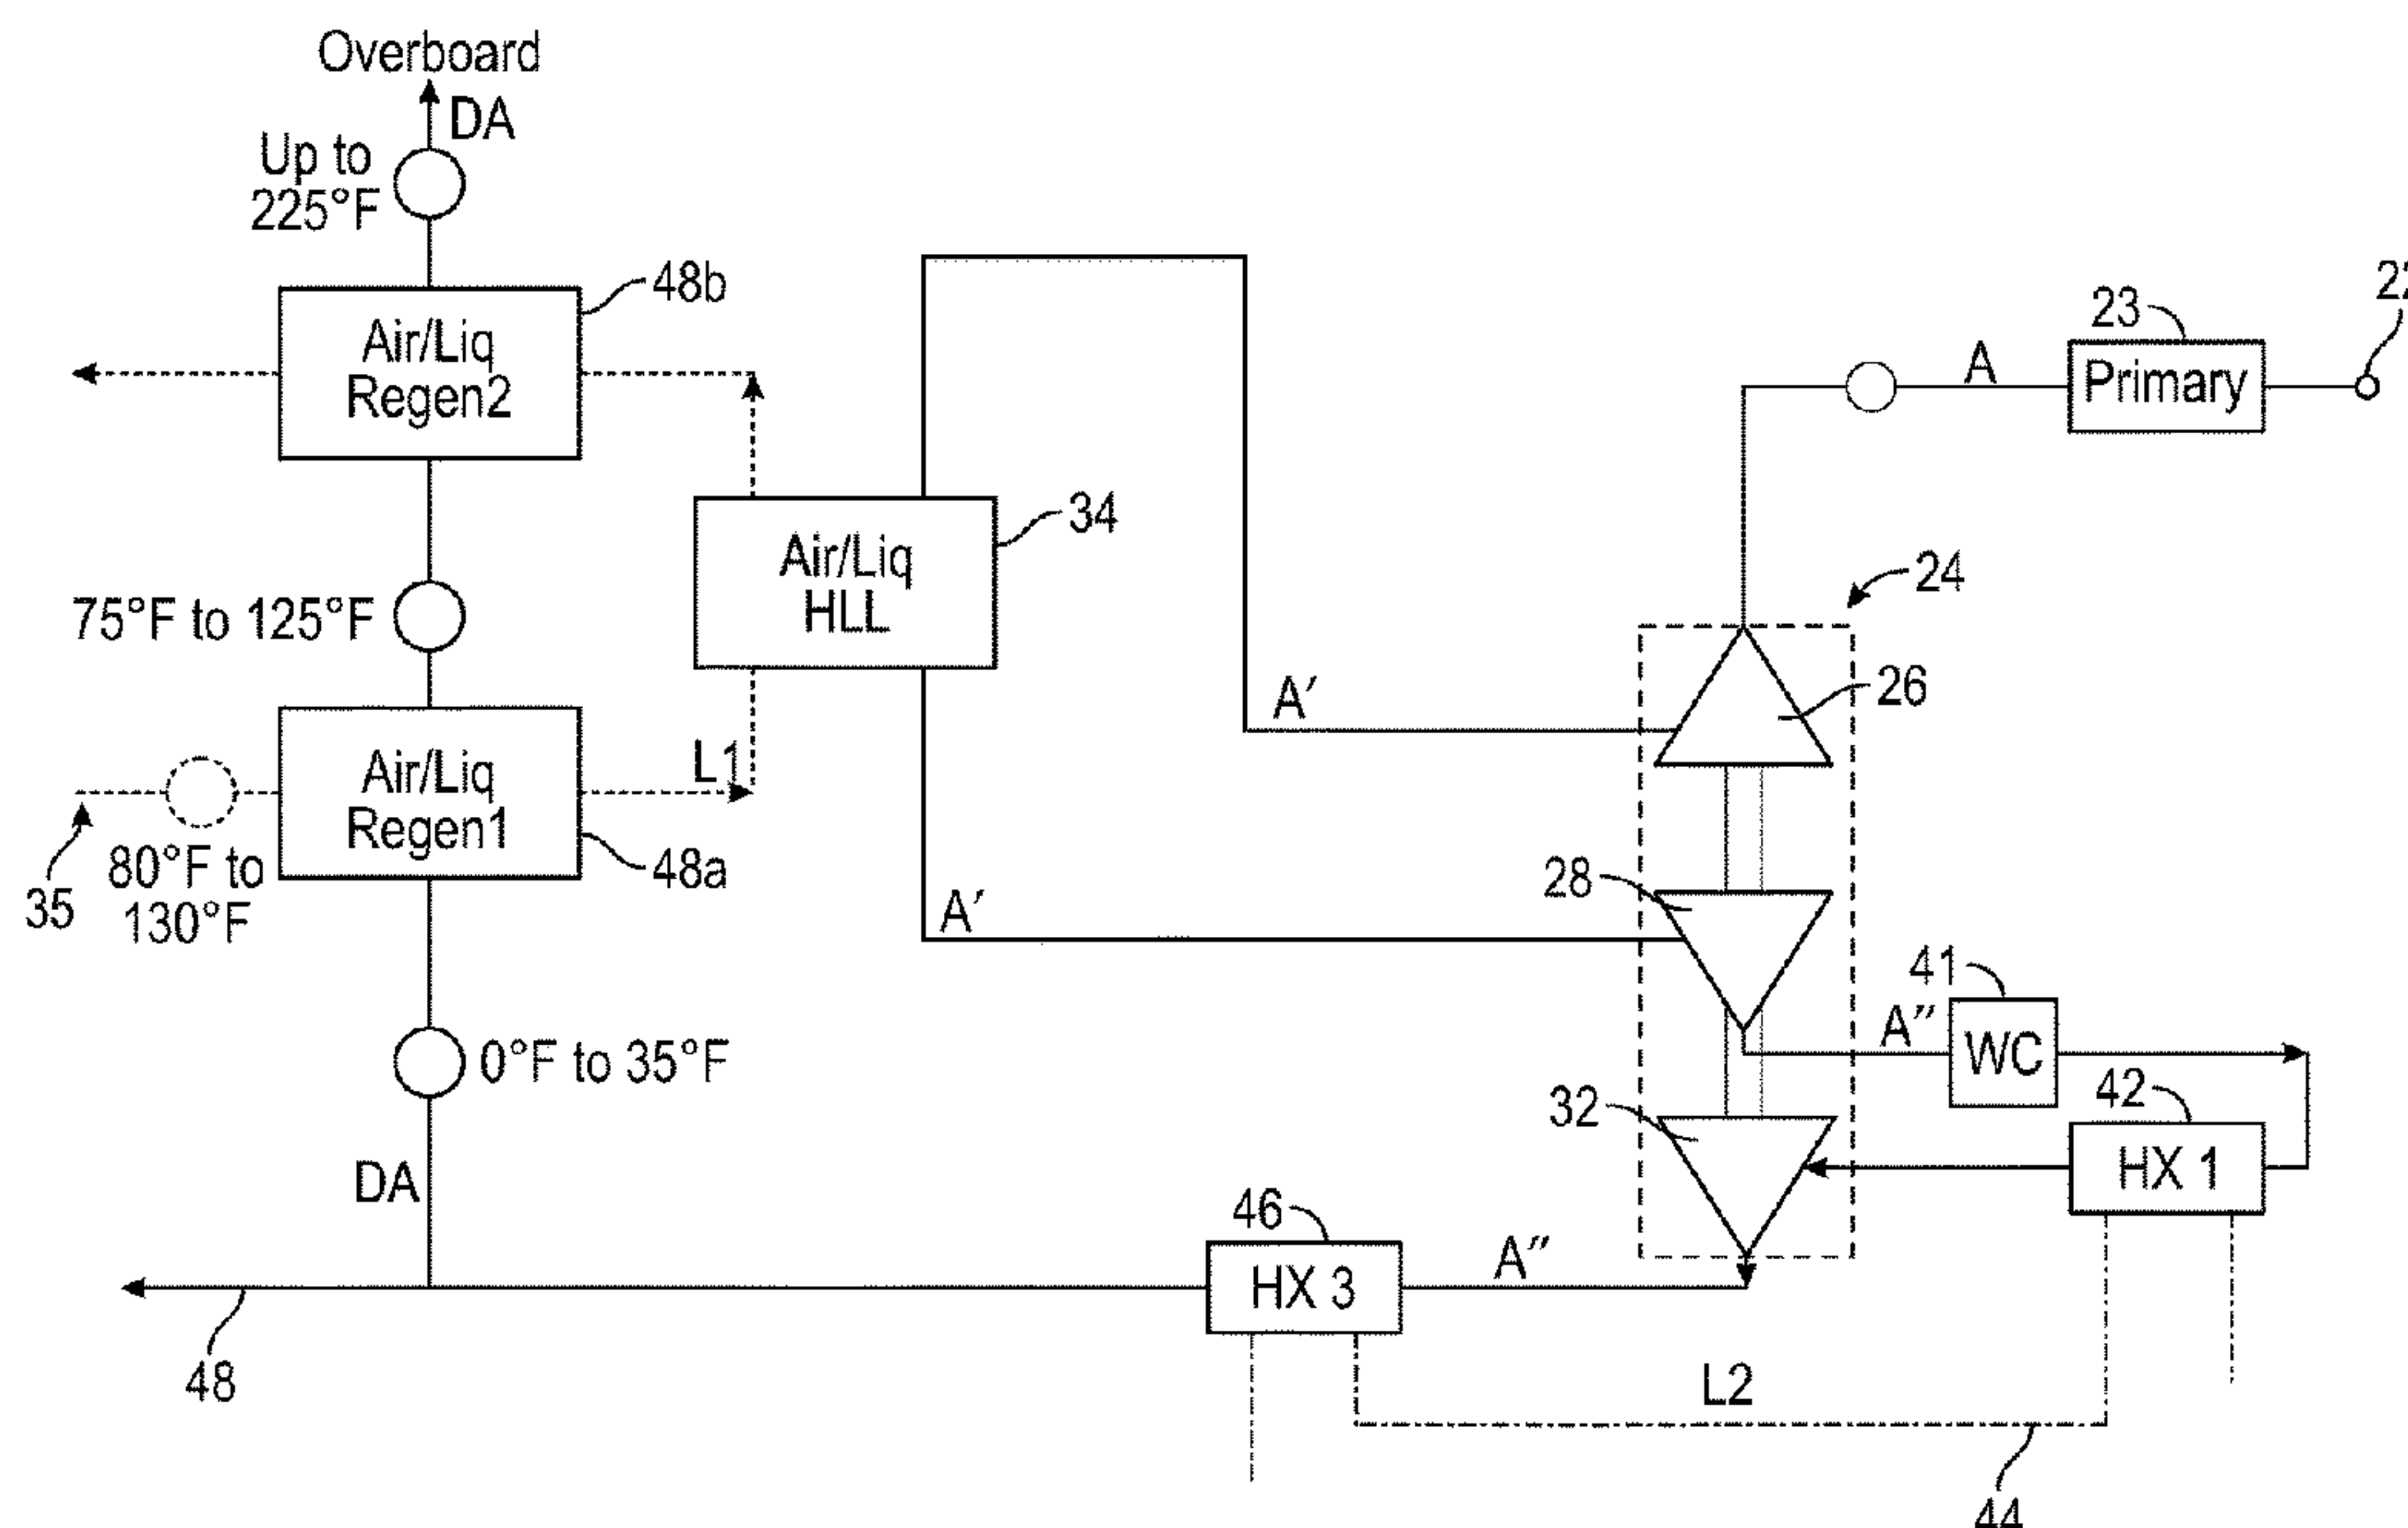 Overboard
DA
Up to
225°F
48b
Air/Liq
Regen2
23
A
Primary
34
Air/Liq
HLL
24
75°F to 125°F
A'
26
Air/Liq
Regen1
L1
35
80°F to
130°F
48a
A'
28
41
A"
WC
0°F to 35°F
32
42
HX 1
DA
46
A"
HX 3
48
L2
44